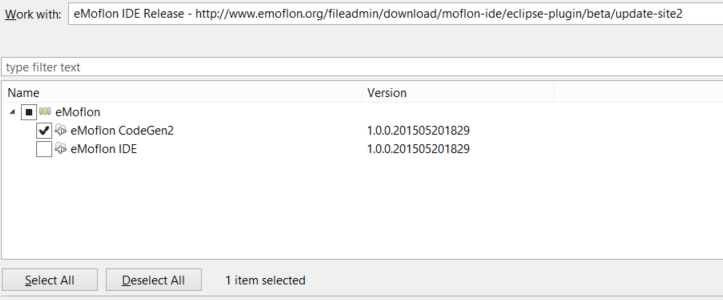 Work with: eMoflon IDE Release - http://www.emoflon.org/fileadmin/download/moflon-ide/eclipse-plugin/beta/update-site2
type filter text
Name Version
eMoflon
eMoflon CodeGen2 1.0.0.201505201829
eMoflon IDE 1.0.0.201505201829
Select All Deselect All 1 item selected